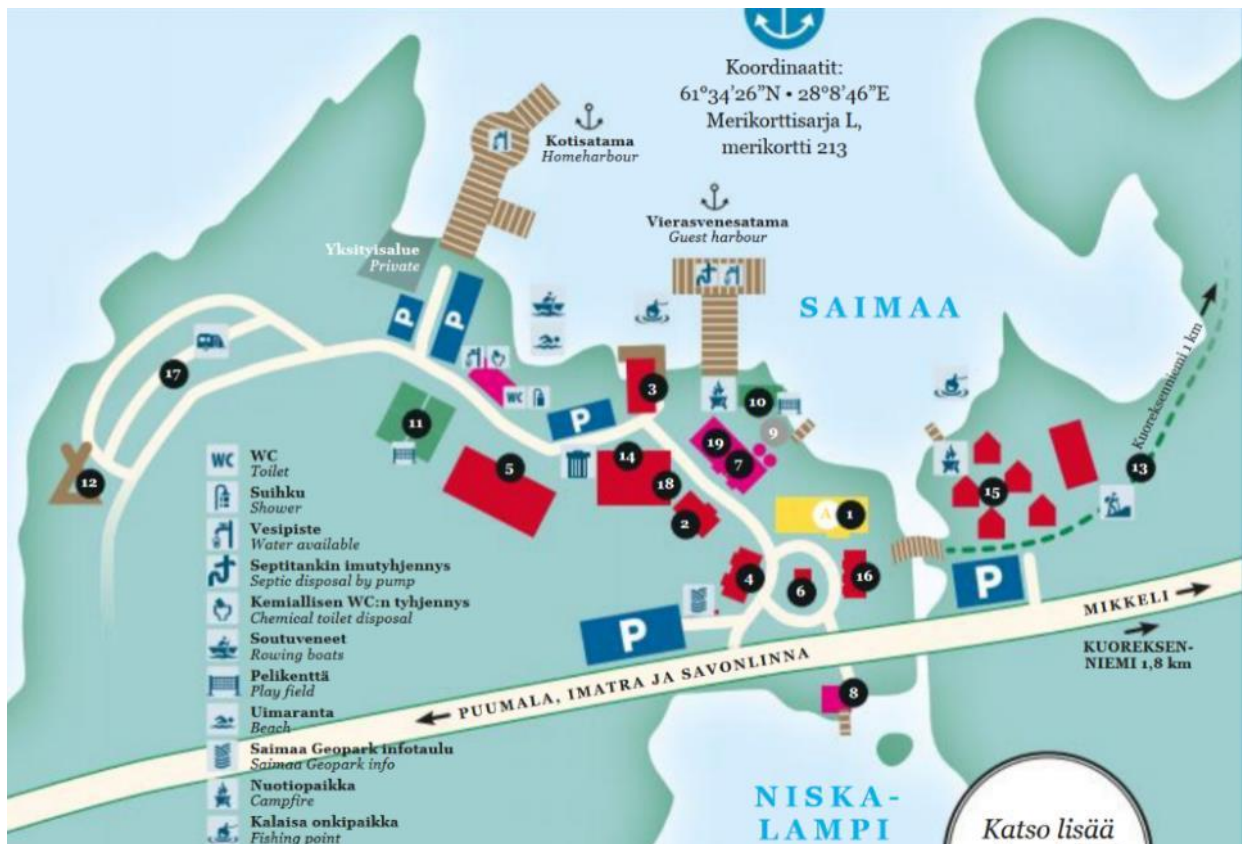 Koordinaatit:
61°34'26"N • 28°8'46"E
Merikorttisarja L,
merikortti 213
Kotisatama
Homeharbour
Vierasvenesatama
Guest harbour
Yksityisalue
Private
SAIMAA
P
P
WC
P
P
P
A
1
2
3
4
5
6
7
8
9
10
11
12
13
14
15
16
17
18
19
Kuoreksenniemi 1 km
WC
WC
Toilet
Suihku
Shower
Vesipiste
Water available
Septitankin imutyhjennys
Septic disposal by pump
Kemiallisen WC:n tyhjennys
Chemical toilet disposal
Soutuveneet
Rowing boats
Pelikenttä
Play field
Uimaranta
Beach
Saimaa Geopark infotaulu
Saimaa Geopark info
Nuotiopaikka
Campfire
Kalaisa onkipaikka
Fishing point
MIKKELI
KUOREKSEN-
NIEMI 1,8 km
PUUMALA, IMATRA JA SAVONLINNA
NISKA-
LAMPI
Katso lisää